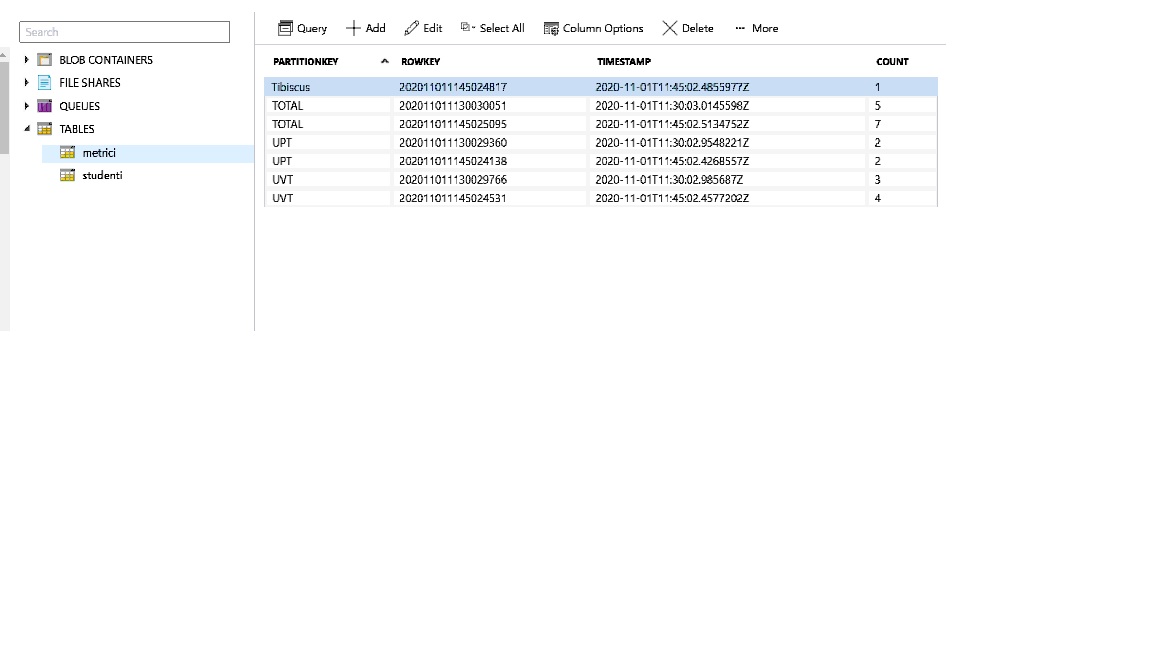 Search
BLOB CONTAINERS
FILE SHARES
QUEUES
TABLES
metrici
studenti
Query Add Edit Select All Column Options Delete ... More
PARTITIONKEY ROWKEY TIMESTAMP COUNT
Tibiscus 202011011145024817 2020-11-01T11:45:02.4855977Z 1
TOTAL 202011011130030051 2020-11-01T11:30:03.0145598Z 5
TOTAL 202011011145025095 2020-11-01T11:45:02.5134752Z 7
UPT 202011011130029360 2020-11-01T11:30:02.9548221Z 2
UPT 202011011145024138 2020-11-01T11:45:02.4268557Z 2
UVT 202011011130029766 2020-11-01T11:30:02.985687Z 3
UVT 202011011145024531 2020-11-01T11:45:02.4577202Z 4